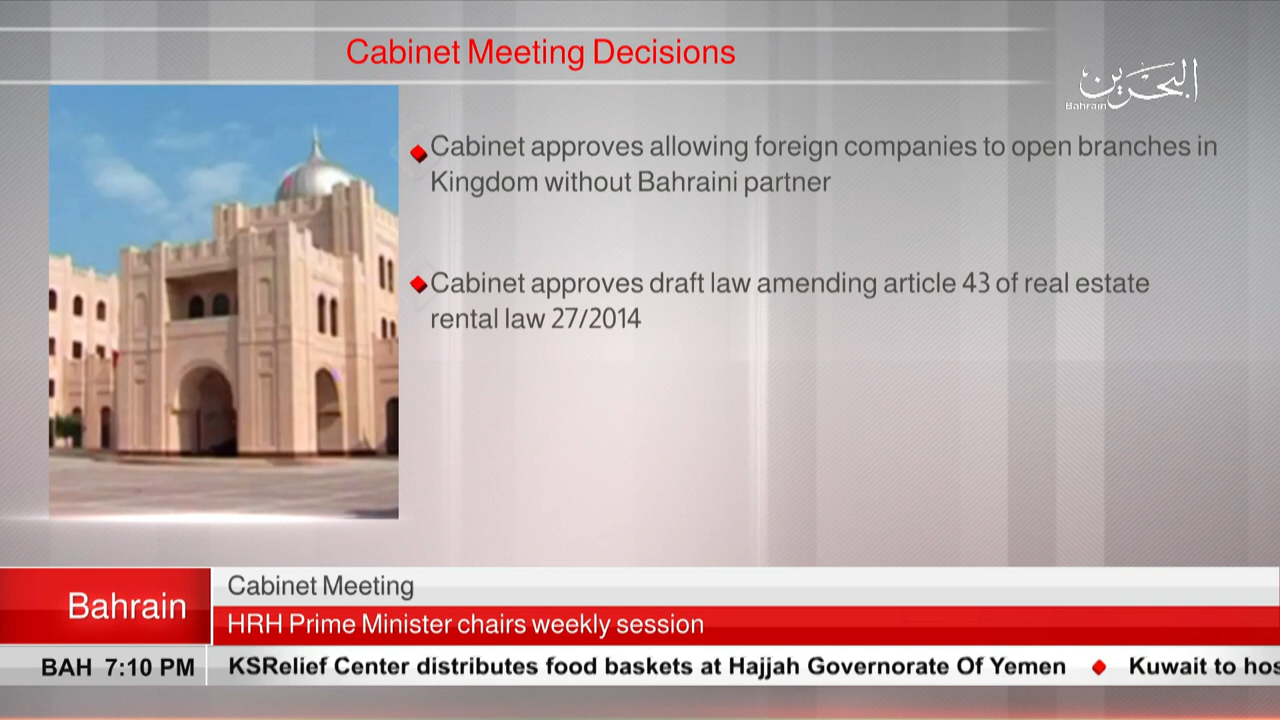 Cabinet Meeting Decisions
البحرين
Bahrain
Cabinet approves allowing foreign companies to open branches in
Kingdom without Bahraini partner
Cabinet approves draft law amending article 43 of real estate
rental law 27/2014
Bahrain
Cabinet Meeting
HRH Prime Minister chairs weekly session
BAH 7:10 PM
KSRelief Center distributes food baskets at Hajjah Governorate Of Yemen
Kuwait to hos